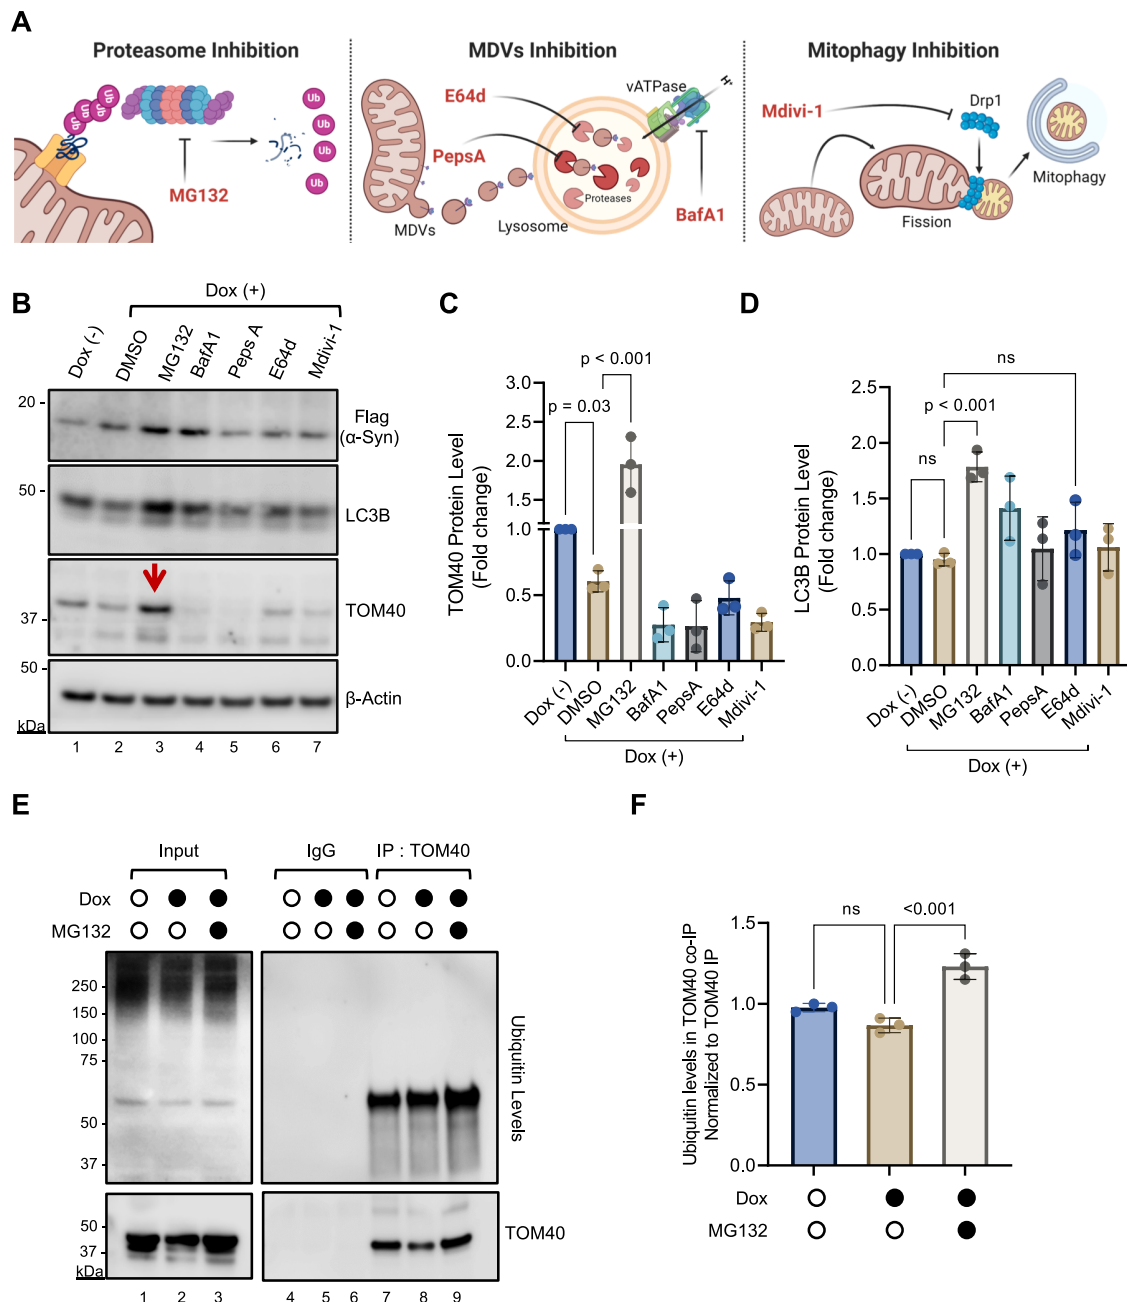 A
Proteasome Inhibition
MDVs Inhibition
Mitophagy Inhibition
Ub
Ub
Ub
Ub
Ub
Ub
Ub
MG132
E64d
PepsA
vATPase
H+
Proteases
MDVs
Lysosome
BafA1
Mdivi-1
Drp1
Fission
Mitophagy
B
Dox (+)
Dox (-)
DMSO
MG132
BafA1
Peps A
E64d
Mdivi-1
20 -
Flag
(α-Syn)
50 -
LC3B
37 -
TOM40
50 -
β-Actin
kDa
1 2 3 4 5 6 7
C
TOM40 Protein Level
(Fold change)
p < 0.001
p = 0.03
3.0
2.5
2.0
1.5
1.0
0.5
0.0
Dox (-)
DMSO
MG132
BafA1
PepsA
E64d
Mdivi-1
Dox (+)
D
LC3B Protein Level
(Fold change)
ns
p < 0.001
ns
2.5
2.0
1.5
1.0
0.5
0.0
Dox (-)
DMSO
MG132
BafA1
PepsA
E64d
Mdivi-1
Dox (+)
E
Input
IgG
IP : TOM40
Dox
MG132
250
150
100
75
50
37
Ubiquitin Levels
50
37
kDa
TOM40
1 2 3 4 5 6 7 8 9
F
Ubiquitin levels in TOM40 co-IP
Normalized to TOM40 IP
ns
<0.001
1.5
1.0
0.5
0.0
Dox
MG132